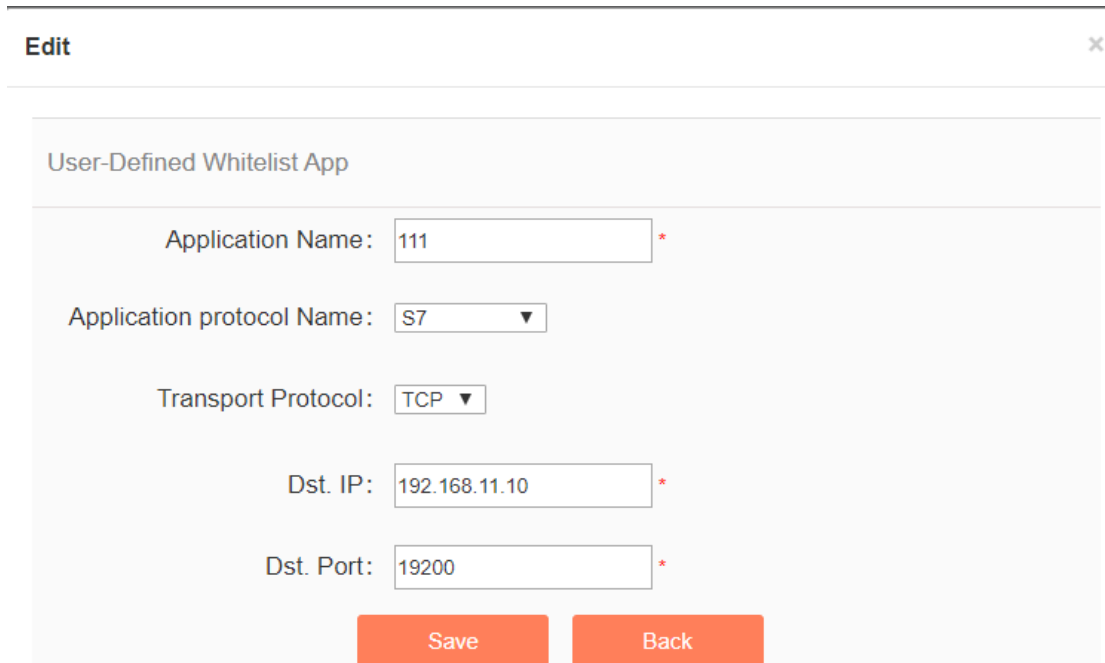 Edit ×
User-Defined Whitelist App
Application Name: 111 *
Application protocol Name: S7 ▼
Transport Protocol: TCP ▼
Dst. IP: 192.168.11.10 *
Dst. Port: 19200 *
Save Back